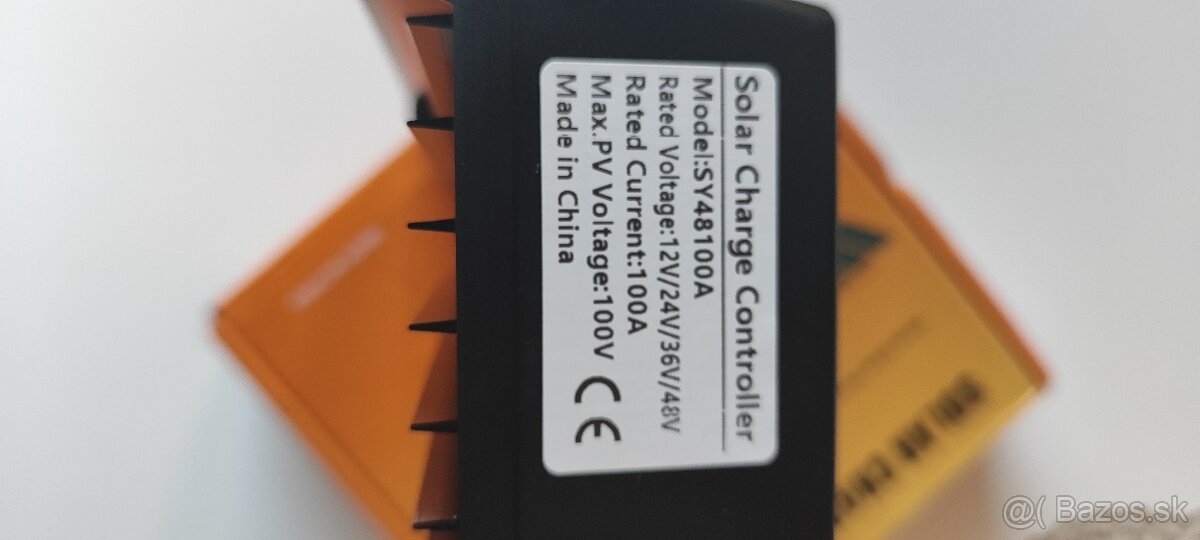 Solar Charge Controller
Model:SY48100A
Rated Voltage:12V/24V/36V/48V
Rated Current:100A
Max.PV Voltage:100V
Made in China
CE
@( Bazos.sk